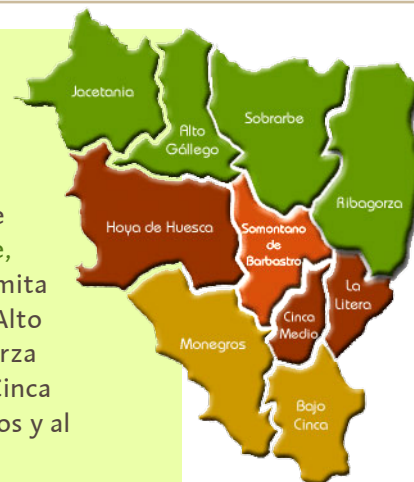 Jacetania
Alto
Gállego
Sobrarbe
Ribagorza
Hoya de Huesca
Somontano
de
Barbastro
La
Litera
Cinca
Medio
Monegros
Bajo
Cinca
e
e,
mita
Alto
rza
Cinca
os y al